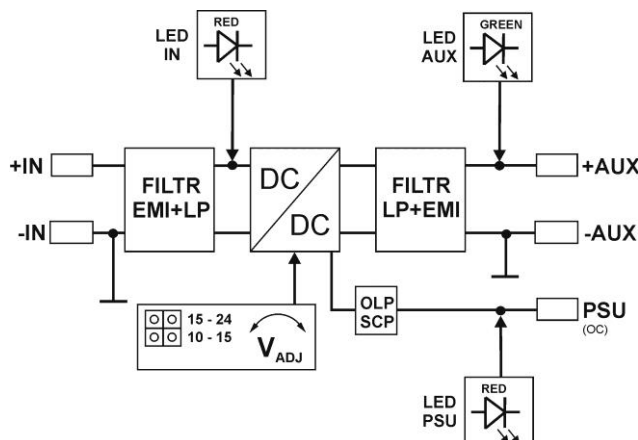 RED
LED
IN
GREEN
LED
AUX
+IN
FILTR
EMI+LP
DC
DC
FILTR
LP+EMI
+AUX
-IN
-AUX
15 - 24
10 - 15
VADJ
OLP
SCP
PSU
(OC)
LED
PSU
RED